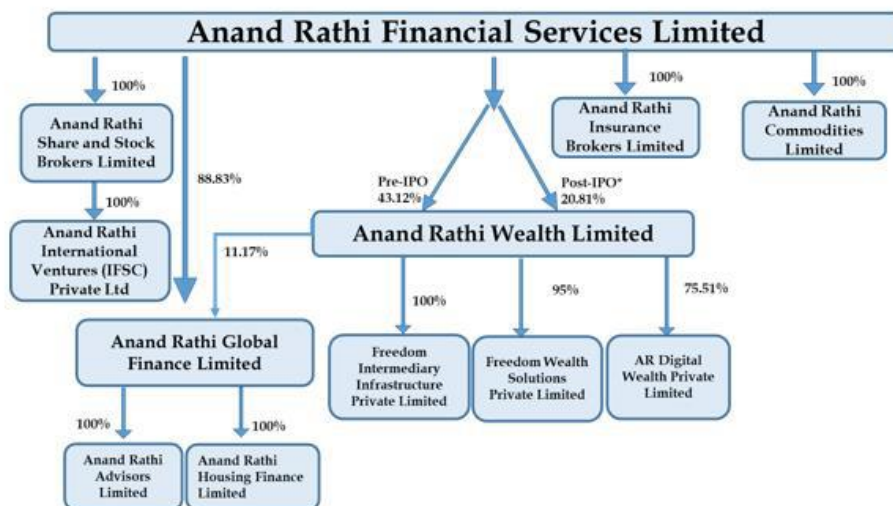 Anand Rathi Financial Services Limited
100%
100%
100%
Anand Rathi
Share and Stock
Brokers Limited
Anand Rathi
Insurance
Brokers Limited
Anand Rathi
Commodities
Limited
88.83%
Pre-IPO
43.12%
Post-IPO*
20.81%
100%
Anand Rathi
International
Ventures (IFSC)
Private Ltd
Anand Rathi Wealth Limited
11.17%
100%
95%
75.51%
Anand Rathi Global
Finance Limited
Freedom
Intermediary
Infrastructure
Private Limited
Freedom Wealth
Solutions
Private Limited
AR Digital
Wealth Private
Limited
100%
100%
Anand Rathi
Advisors
Limited
Anand Rathi
Housing Finance
Limited